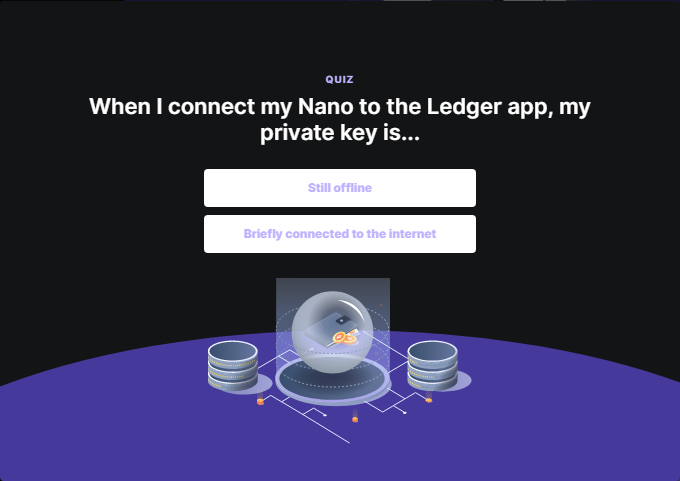 QUIZ
When I connect my Nano to the Ledger app, my
private key is...
Still offline
Briefly connected to the internet